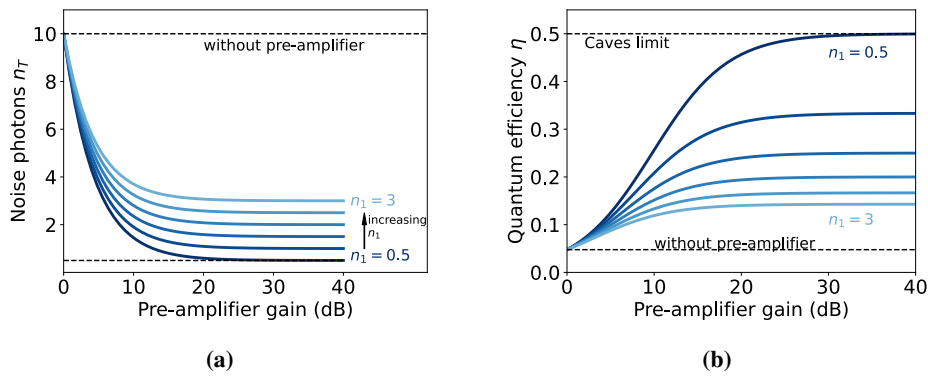 10
8
6
4
2
0
10
20
30
40
Noise photons $n_T$
Pre-amplifier gain (dB)
without pre-amplifier
$n_1 = 3$
increasing
$n_1$
$n_1 = 0.5$
(a)
0.5
0.4
0.3
0.2
0.1
0.0
0
10
20
30
40
Quantum efficiency η
Pre-amplifier gain (dB)
Caves limit
$n_1 = 0.5$
$n_1 = 3$
without pre-amplifier
(b)